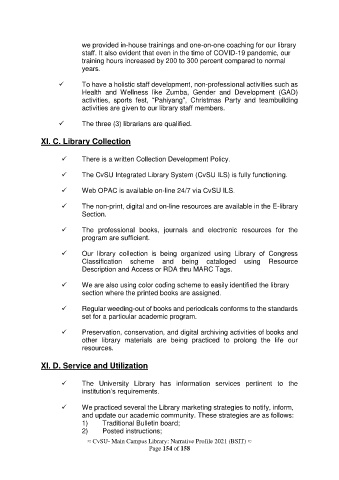 we provided in-house trainings and one-on-one coaching for our library
staff. It also evident that even in the time of COVID-19 pandemic, our
training hours increased by 200 to 300 percent compared to normal
years.
✓ To have a holistic staff development, non-professional activities such as
Health and Wellness like Zumba, Gender and Development (GAD)
activities, sports fest, "Pahiyang", Christmas Party and teambuilding
activities are given to our library staff members.
✓ The three (3) librarians are qualified.
XI. C. Library Collection
✓ There is a written Collection Development Policy.
✓ The CvSU Integrated Library System (CvSU ILS) is fully functioning.
✓ Web OPAC is available on-line 24/7 via CvSU ILS.
✓ The non-print, digital and on-line resources are available in the E-library
Section.
✓ The professional books, journals and electronic resources for the
program are sufficient.
✓ Our library collection is being organized using Library of Congress
Classification scheme and being cataloged using Resource
Description and Access or RDA thru MARC Tags.
✓ We are also using color coding scheme to easily identified the library
section where the printed books are assigned.
✓ Regular weeding-out of books and periodicals conforms to the standards
set for a particular academic program.
✓ Preservation, conservation, and digital archiving activities of books and
other library materials are being practiced to prolong the life our
resources.
XI. D. Service and Utilization
✓ The University Library has information services pertinent to the
institution's requirements.
✓ We practiced several the Library marketing strategies to notify, inform,
and update our academic community. These strategies are as follows:
1) Traditional Bulletin board;
2) Posted instructions;
≈ CvSU- Main Campus Library: Narrative Profile 2021 (BSIT) ≈
Page 154 of 158